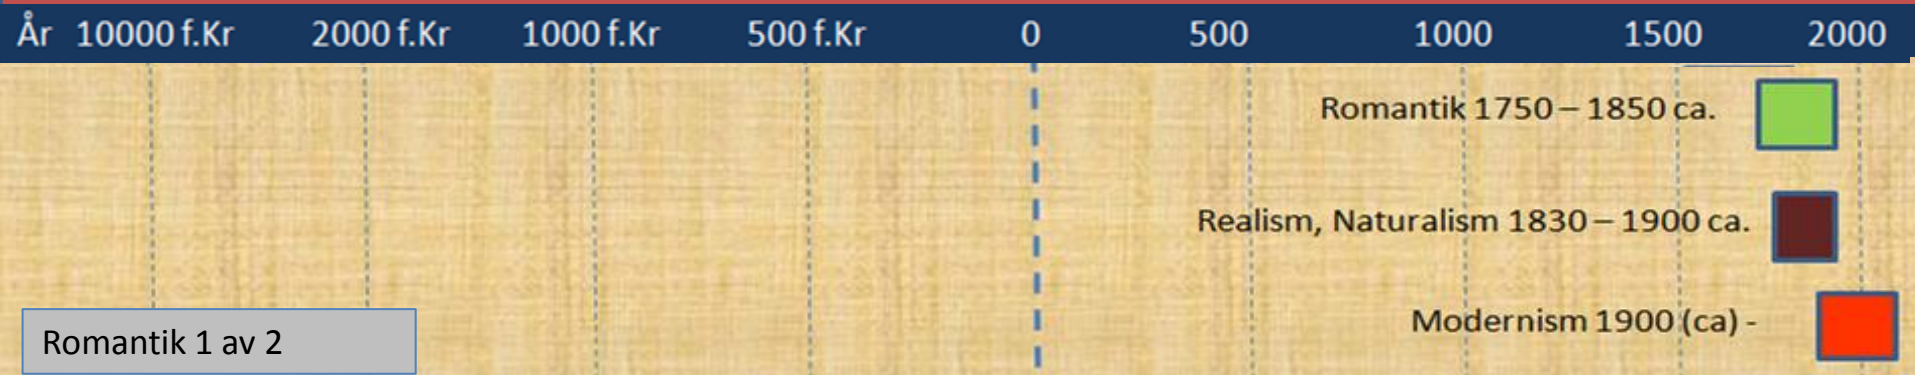 År 10000 f.Kr 2000 f.Kr 1000 f.Kr 500 f.Kr 0 500 1000 1500 2000
Romantik 1750 – 1850 ca.
Realism, Naturalism 1830 – 1900 ca.
Modernism 1900 (ca) -
Romantik 1 av 2